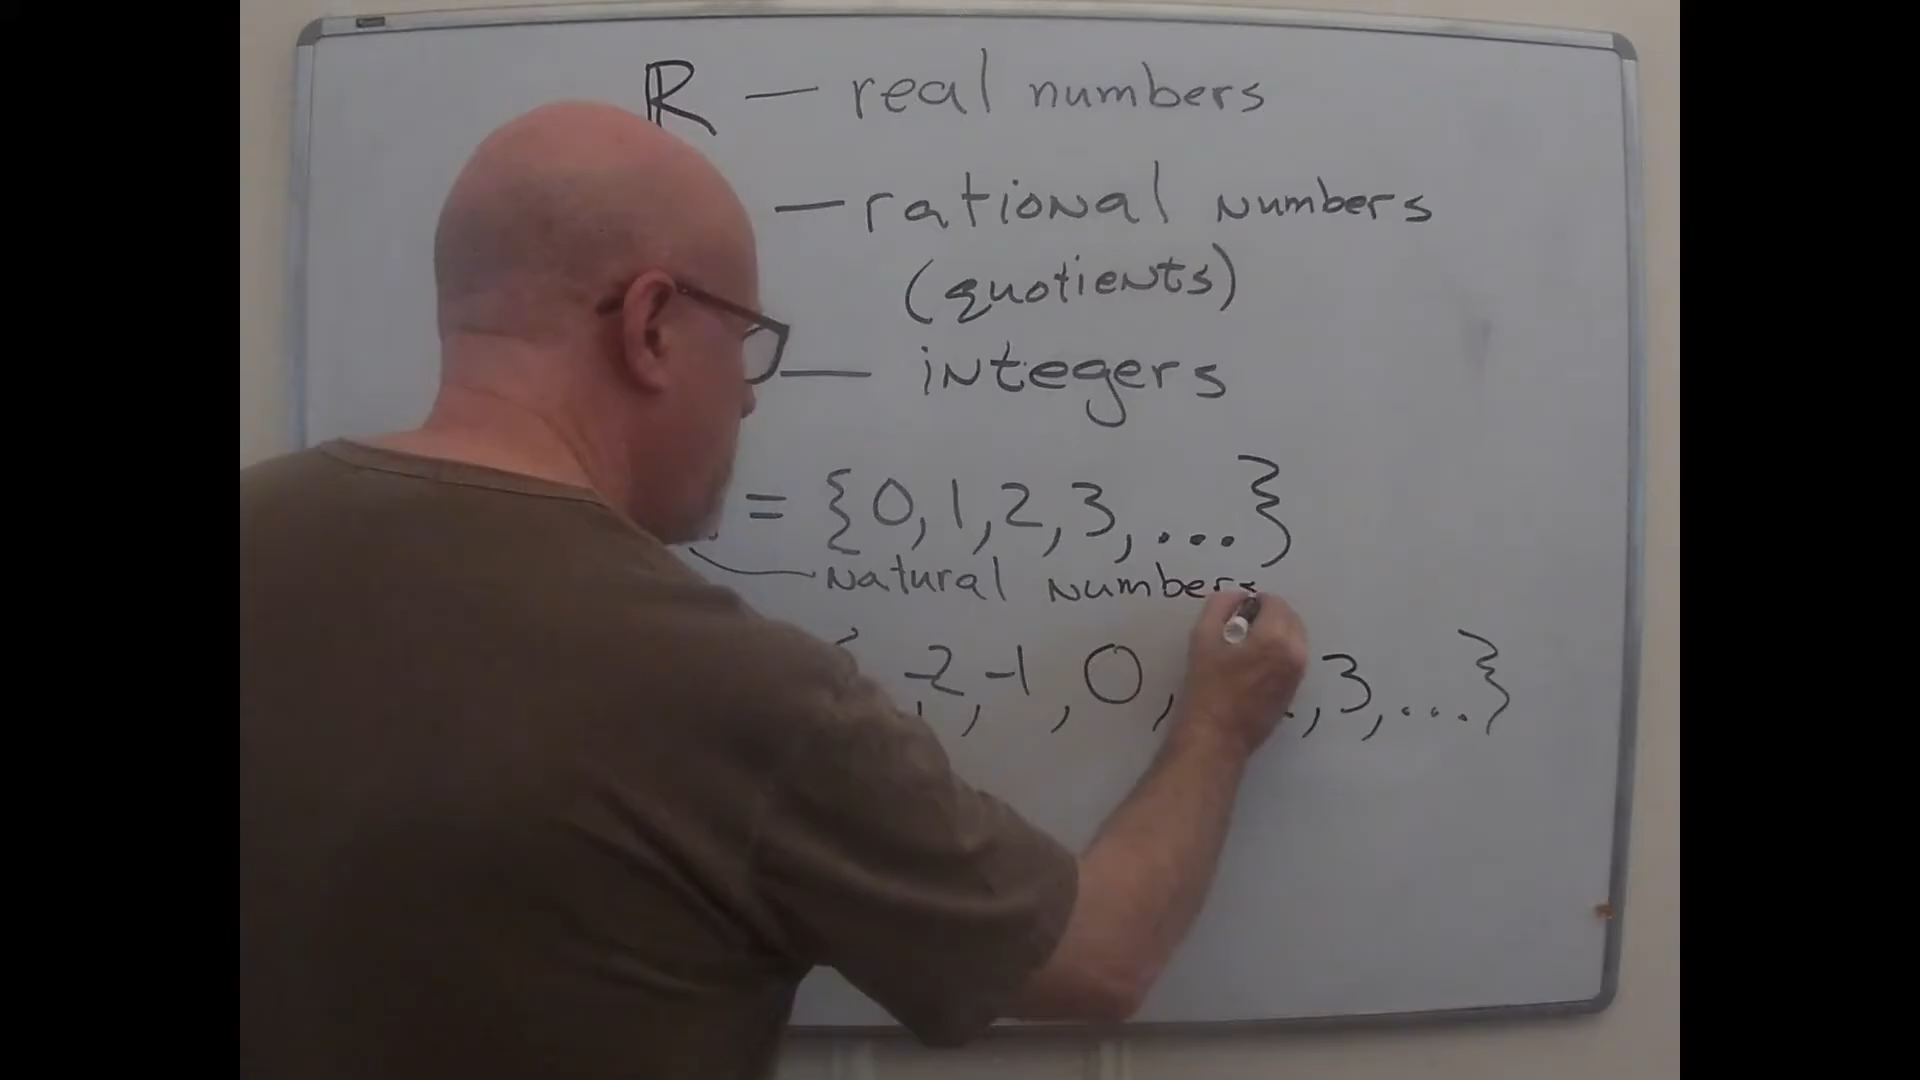 ℝ — real numbers
— rational numbers
(quotients)
— integers
= {0, 1, 2, 3, ...}
natural numbers
, -2, -1, 0, , 3, ...}